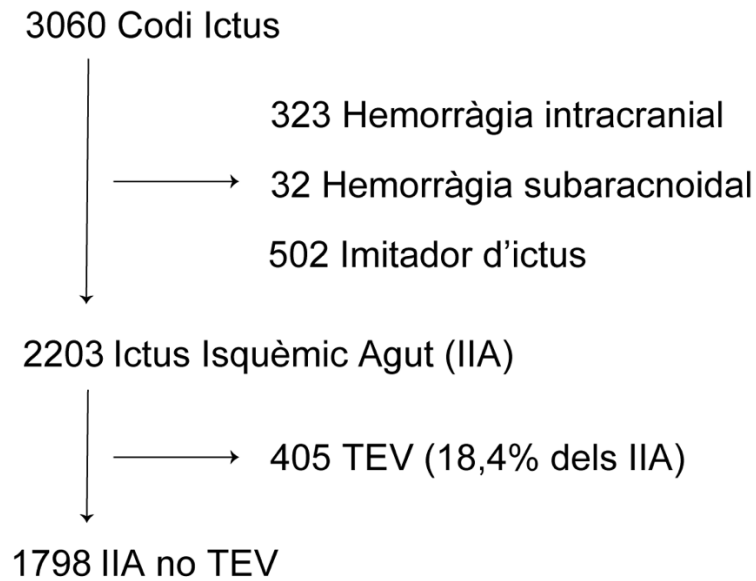 3060 Codi Ictus
323 Hemorràgia intracranial
32 Hemorràgia subaracnoidal
502 Imitador d’ictus
2203 Ictus Isquèmic Agut (IIA)
405 TEV (18,4% dels IIA)
1798 IIA no TEV